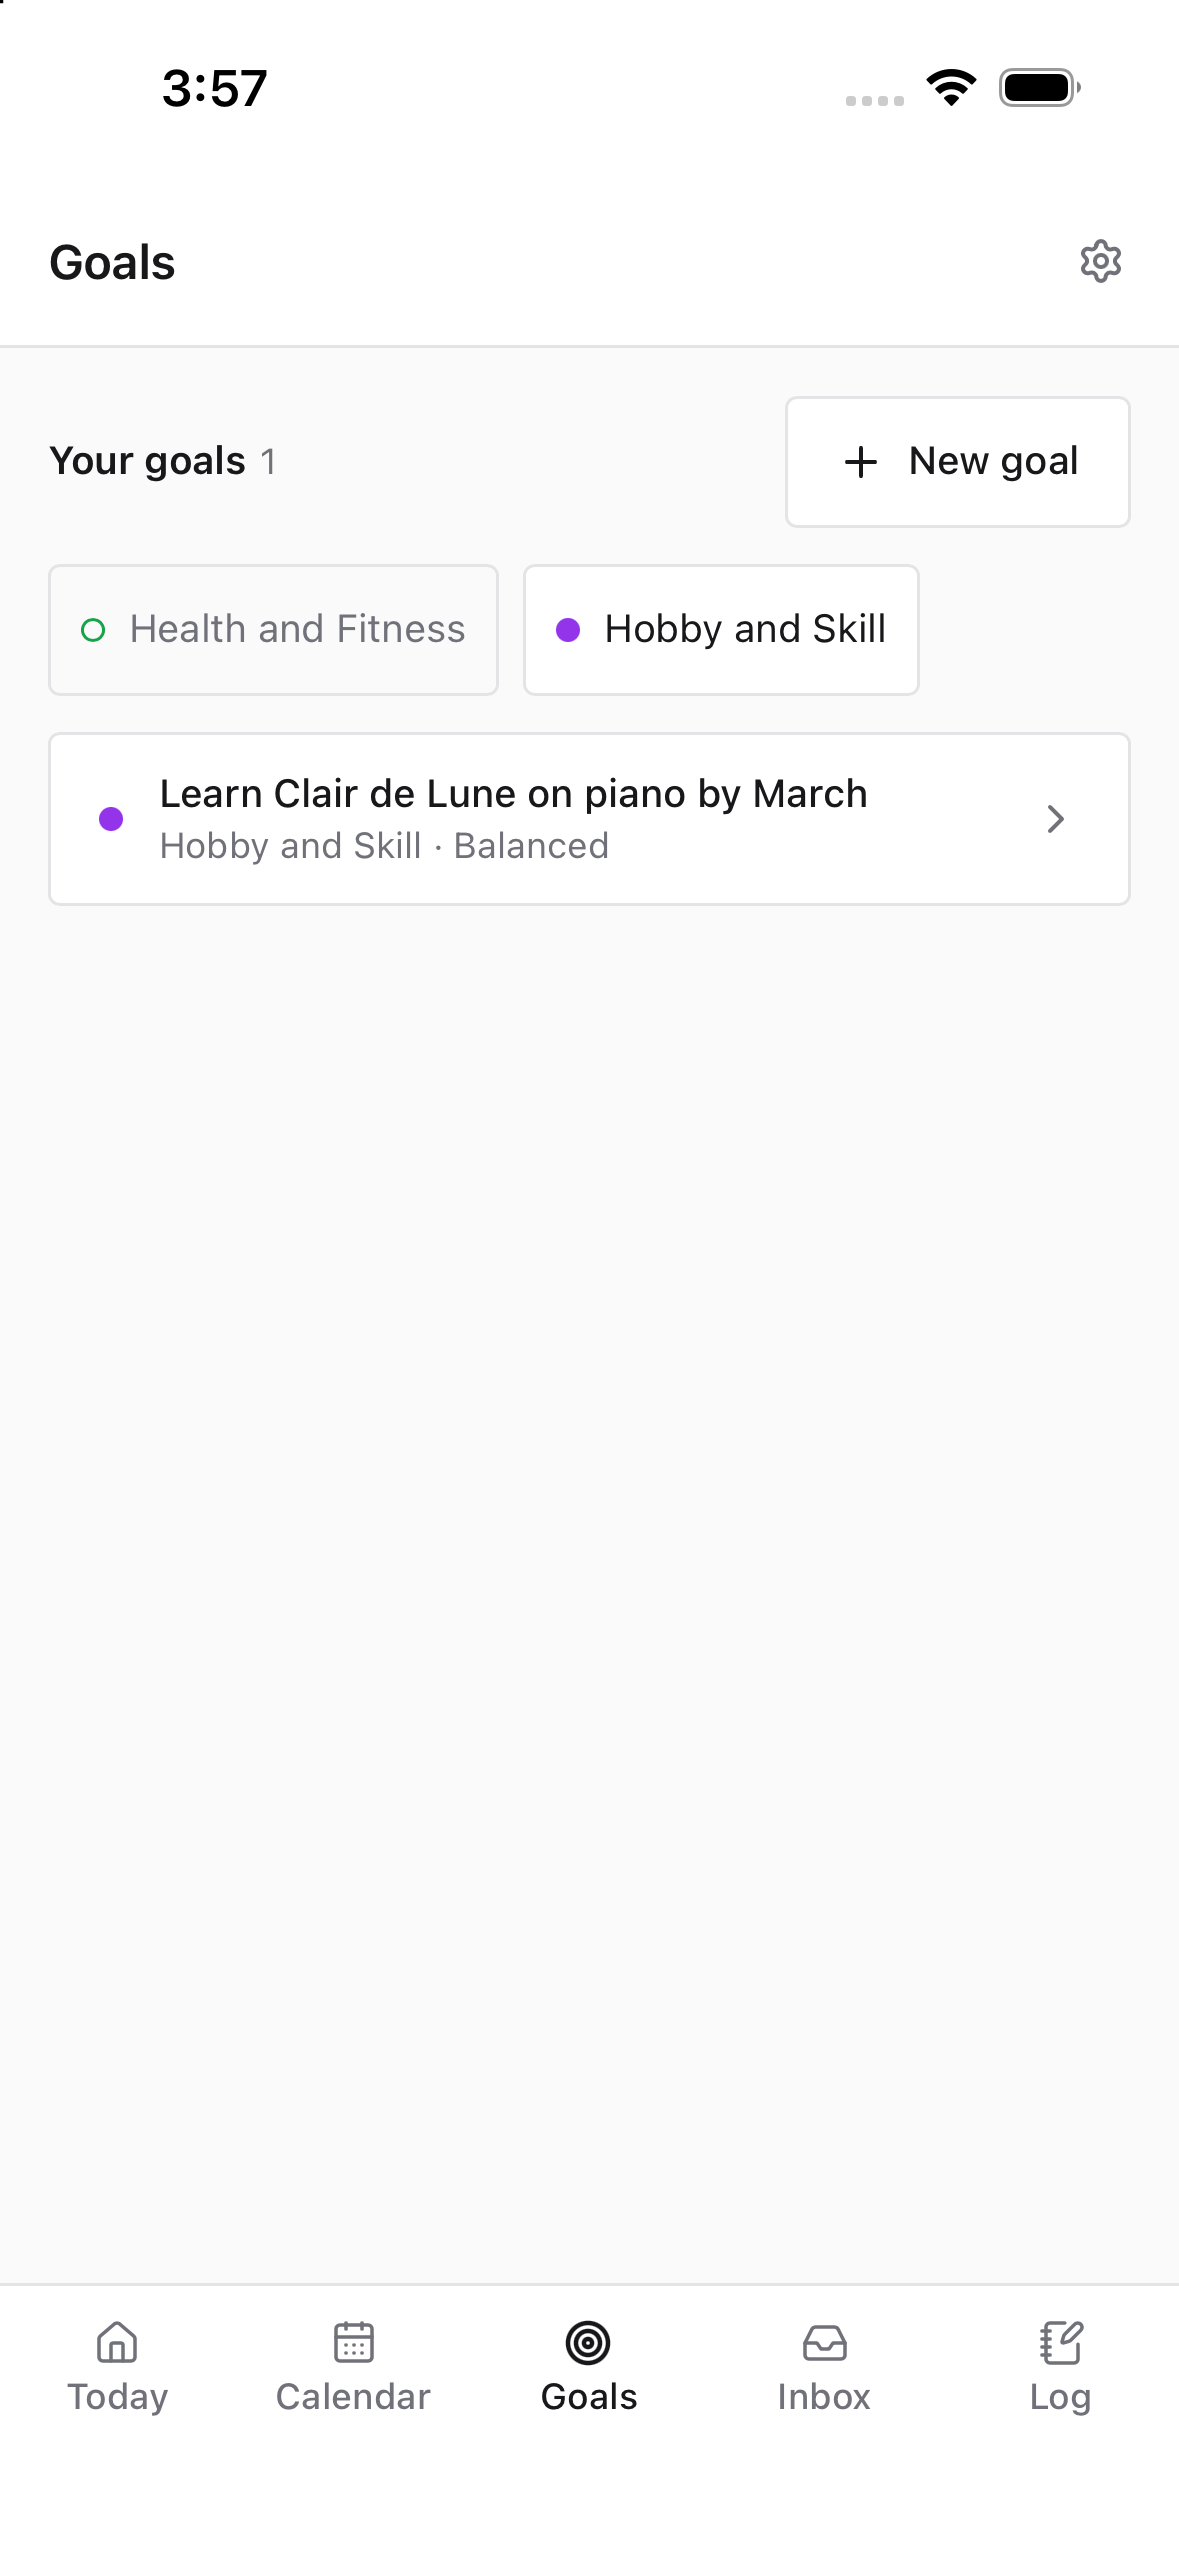 3:57
Goals
Your goals 1
New goal
Health and Fitness
Hobby and Skill
Learn Clair de Lune on piano by March
Hobby and Skill · Balanced
Today
Calendar
Goals
Inbox
Log